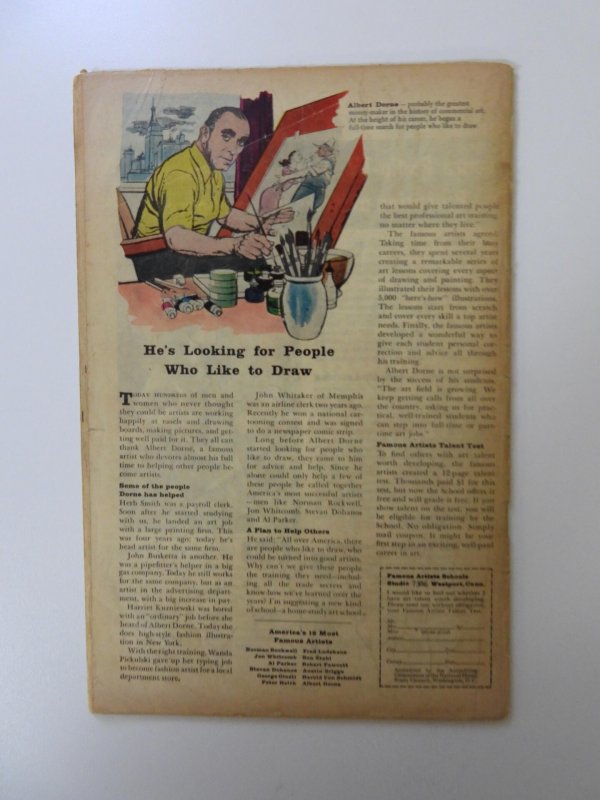 Albert Dorne — probably the greatest
money-maker in the history of commercial art.
At the height of his career, he began a
full-time search for people who like to draw.
He's Looking for People
Who Like to Draw
TODAY HUNDREDS of men and
women who never thought
they could be artists are working
happily at easels and drawing
boards, making pictures, and get-
ting well paid for it. They all can
thank Albert Dorne, a famous
artist who devotes almost his full
time to helping other people be-
come artists.
Some of the people
Dorne has helped
Herb Smith was a payroll clerk.
Soon after he started studying
with us, he landed an art job
with a large printing firm. This
was four years ago; today he's
head artist for the same firm.
John Busketta is another. He
was a pipefitter's helper in a big
gas company. Today he still works
for the same company, but as an
artist in the advertising depart-
ment, with a big increase in pay.
Harriet Kuzniewski was bored
with an "ordinary" job before she
heard of Albert Dorne. Today she
does high-style fashion illustra-
tion in New York.
With the right training, Wanda
Pichulski gave up her typing job
to become fashion artist for a local
department store.
John Whitaker of Memphis
was an airline clerk two years ago.
Recently he won a national car-
tooning contest and was signed
to do a newspaper comic strip.
Long before Albert Dorne
started looking for people who
like to draw, they came to him
for advice and help. Since he
alone could only help a few of
these people he called together
America's most successful artists
—men like Norman Rockwell,
Jon Whitcomb, Stevan Dohanos
and Al Parker.
A Plan to Help Others
He said: "All over America, there
are people who like to draw, who
could be turned into good artists.
Why can't we give these people
the training they need—includ-
ing all the trade secrets and
know-how we've learned over the
years? I'm suggesting a new kind
of school—a home study art school
America's 12 Most
Famous Artists
Norman Rockwell Fred Ludekens
Jon Whitcomb Ben Stahl
Al Parker Robert Fawcett
Stevan Dohanos Austin Briggs
George Giusti Harold Von Schmidt
Peter Helck Albert Dorne
that would give talented people
the best professional art training
no matter where they live."
The famous artists agreed.
Taking time from their busy
careers, they spent several years
creating a remarkable series of
art lessons covering every aspect
of drawing and painting. They
illustrated their lessons with over
5,000 "here's-how" illustrations.
The lessons start from scratch
and cover every skill a top artist
needs. Finally, the famous artists
developed a wonderful way to
give each student personal cor-
rection and advice all through
his training.
Albert Dorne is not surprised
by the success of his students.
"The art field is growing. We
keep getting calls from all over
the country, asking us for prac-
tical, well-trained students who
can step into full-time or part-
time art jobs."
Famous Artists Talent Test
To find others with art talent
worth developing, the famous
artists created a 12-page talent
test. Thousands paid $1 for this
test, but now the School offers it
free and will grade it free. If you
show talent on the test, you will
be eligible for training by the
School. No obligation. Simply
mail coupon. It might be your
first step in an exciting, well-paid
career in art.
Famous Artists Schools
Studio Westport, Conn.
I would like to find out whether I
have art talent worth developing.
Please send me without obligation,
your Famous Artists Talent Test.